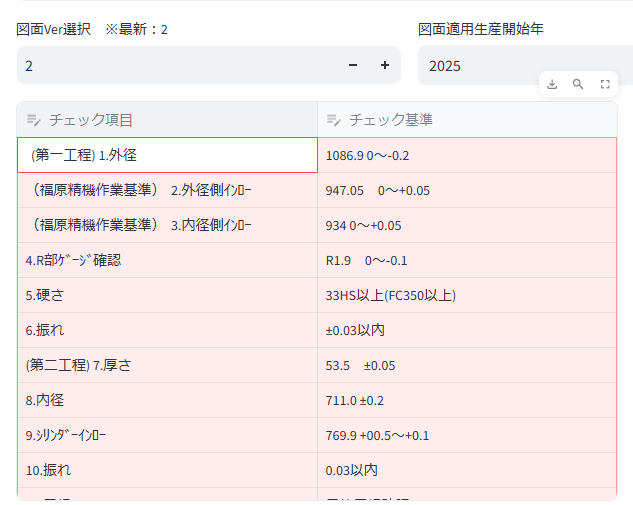 図面Ver選択　※最新：2
図面適用生産開始年
2
2025
チェック項目 チェック基準
(第一工程) 1.外径 1086.9 0～-0.2
（福原精機作業基準） 2.外径側ｲﾝﾛｰ 947.05　0～+0.05
（福原精機作業基準） 3.内径側ｲﾝﾛｰ 934 0～+0.05
4.R部ｹﾞｰｼﾞ確認 R1.9　0～-0.1
5.硬さ 33HS以上(FC350以上)
6.振れ ±0.03以内
(第二工程) 7.厚さ 53.5　±0.05
8.内径 711.0 ±0.2
9.ｼﾘﾝﾀﾞｰｲﾝﾛｰ 769.9 +00.5～+0.1
10.振れ 0.03以内